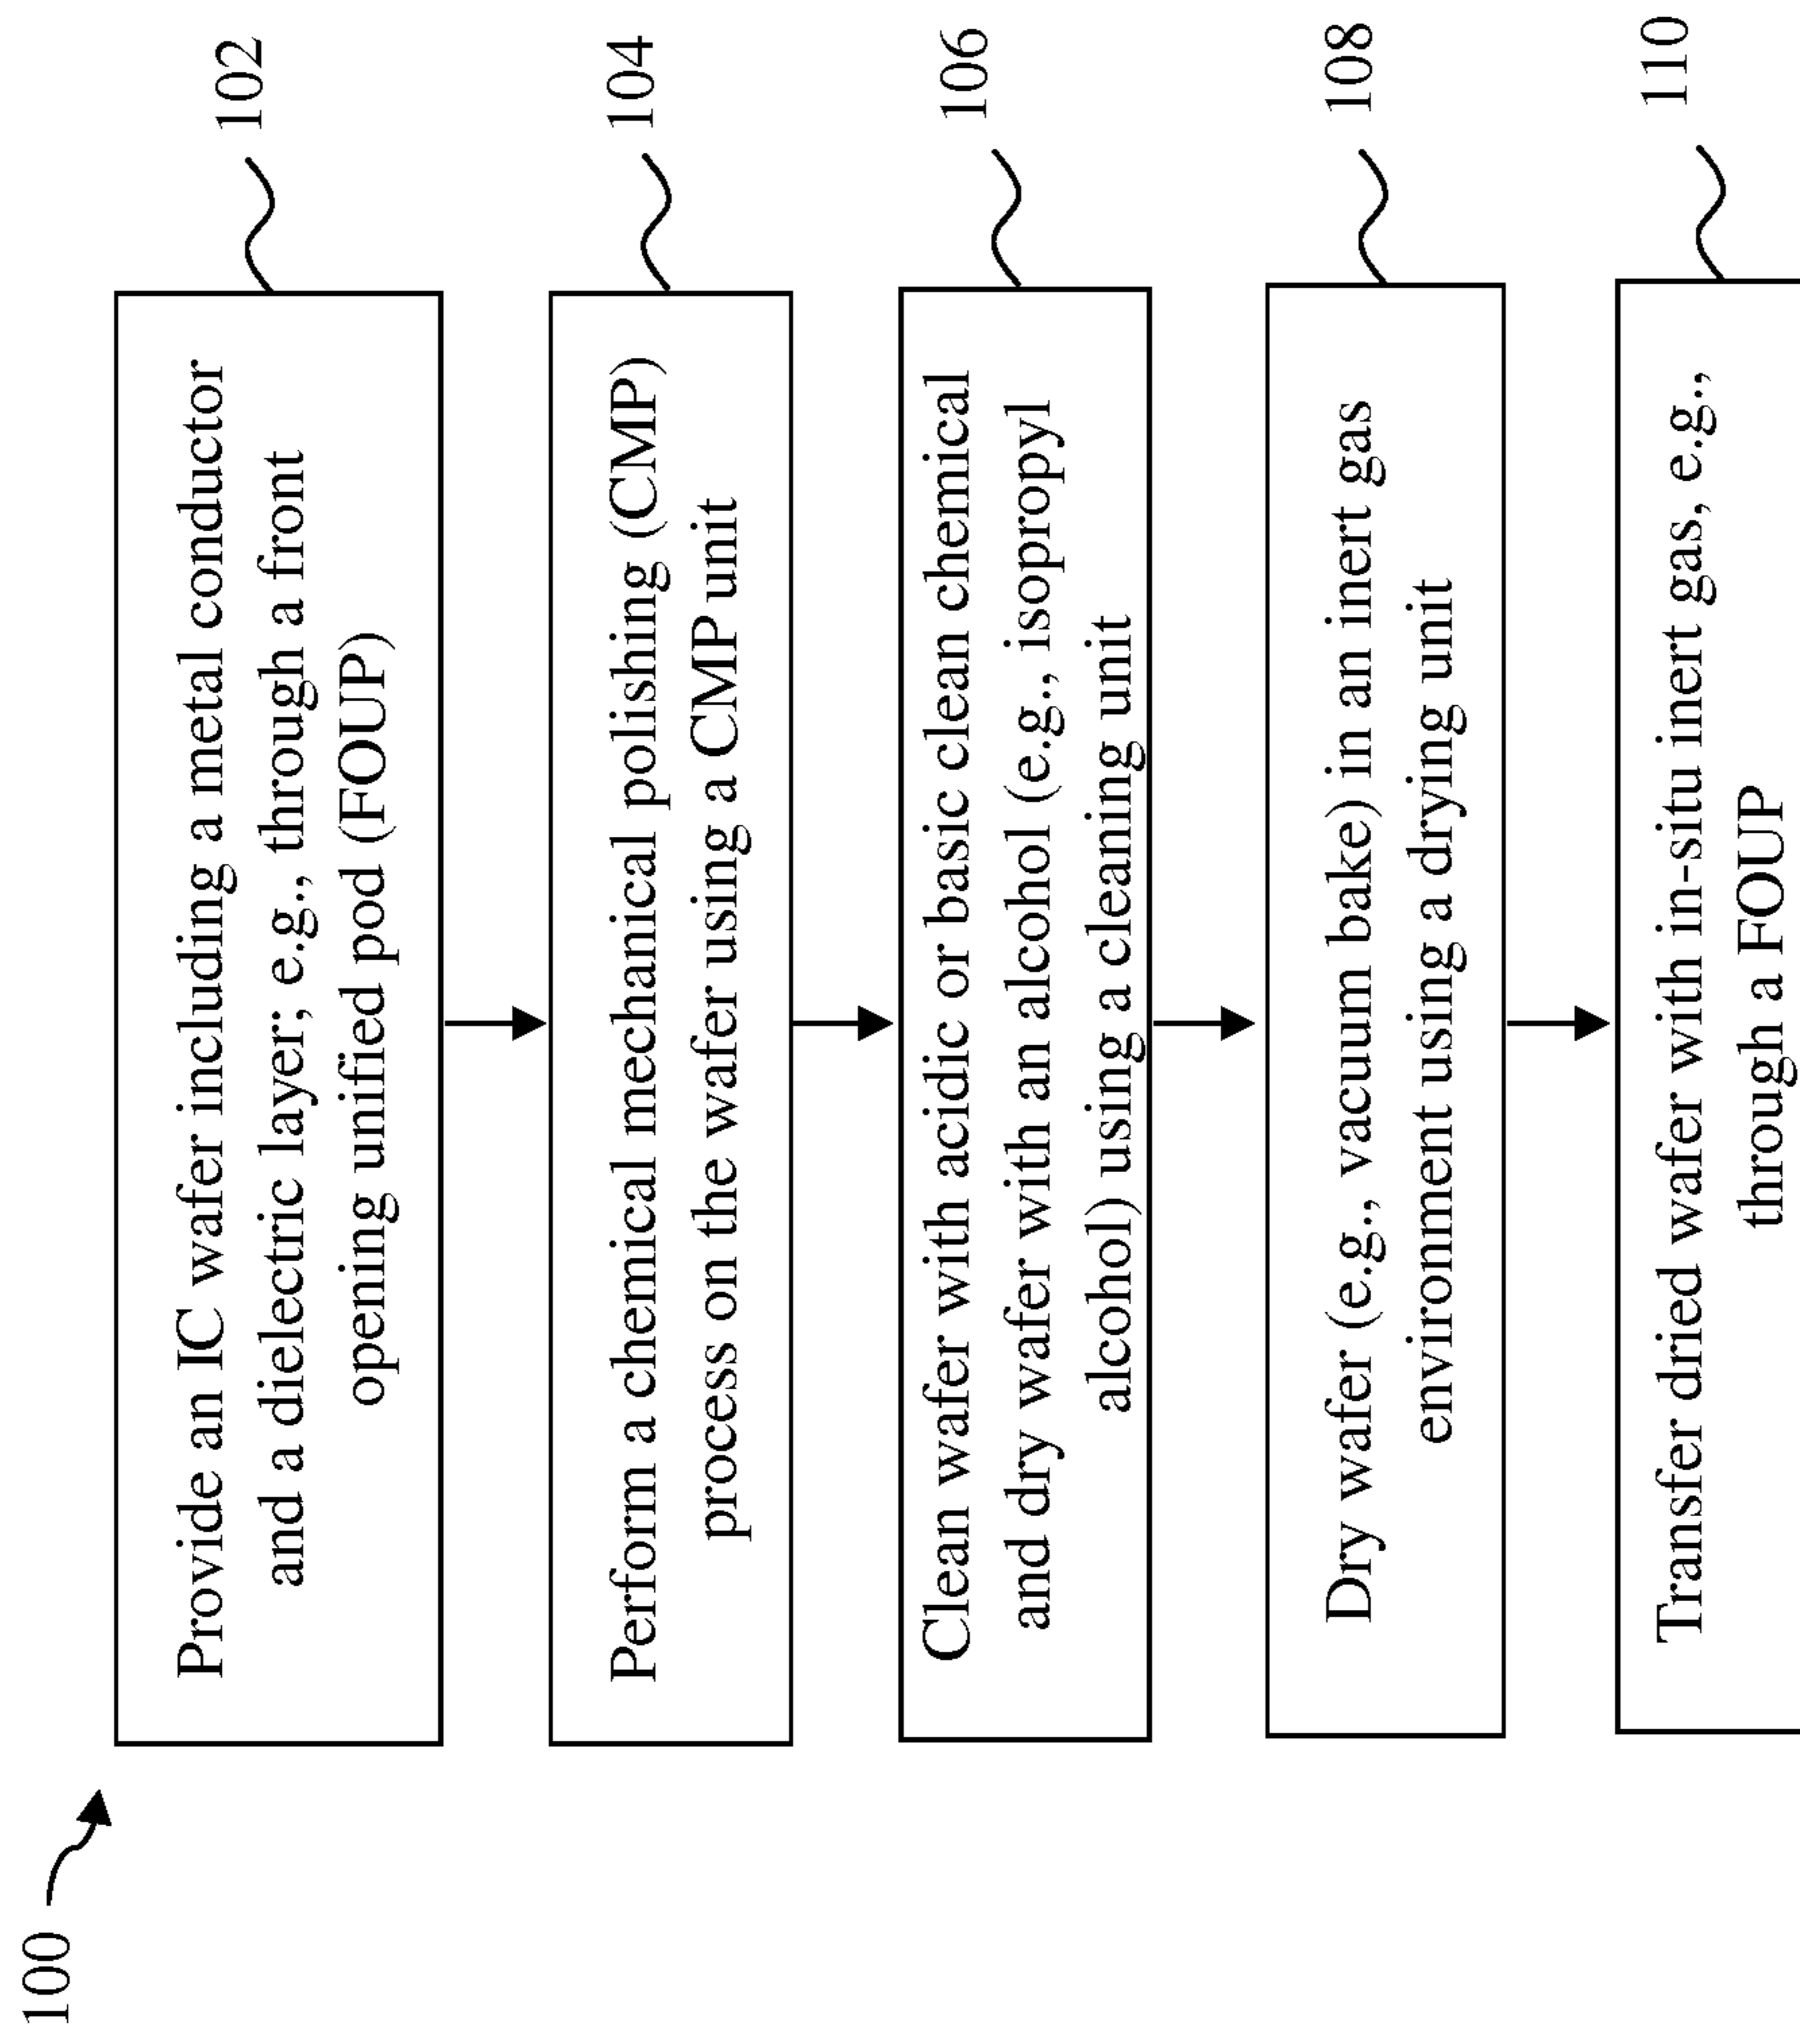 100
Provide an IC wafer including a metal conductor
and a dielectric layer; e.g., through a front
opening unified pod (FOUP)
102
Perform a chemical mechanical polishing (CMP)
process on the wafer using a CMP unit
104
Clean wafer with acidic or basic clean chemical
and dry wafer with an alcohol (e.g., isopropyl
alcohol) using a cleaning unit
106
Dry wafer (e.g., vacuum bake) in an inert gas
environment using a drying unit
108
Transfer dried wafer with in-situ inert gas, e.g.,
through a FOUP
110